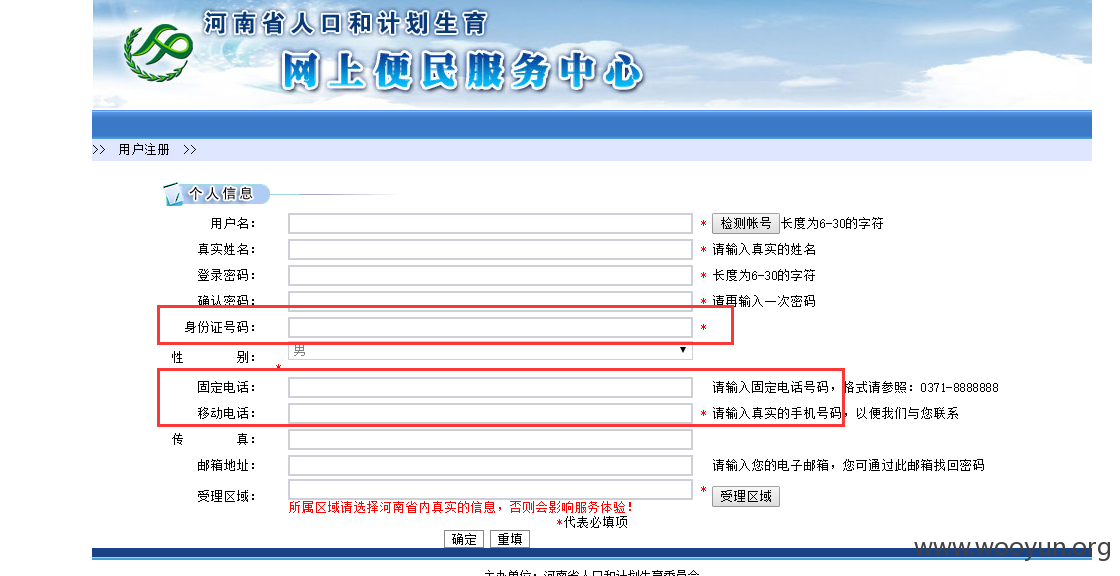 河南省人口和计划生育
网上便民服务中心
>> 用户注册 >>
个人信息
用户名： * 检测帐号 长度为6-30的字符
真实姓名： * 请输入真实的姓名
登录密码： * 长度为6-30的字符
确认密码： * 请再输入一次密码
身份证号码： *
性 别： 男 *
固定电话： 请输入固定电话号码，格式请参照：0371-8888888
移动电话： * 请输入真实的手机号码，以便我们与您联系
传 真：
邮箱地址： 请输入您的电子邮箱，您可通过此邮箱找回密码
受理区域： * 受理区域
所属区域请选择河南省内真实的信息，否则会影响服务体验！
*代表必填项
确定 重填
www.wooyun.org
主办单位：河南省人口和计划生育委员会